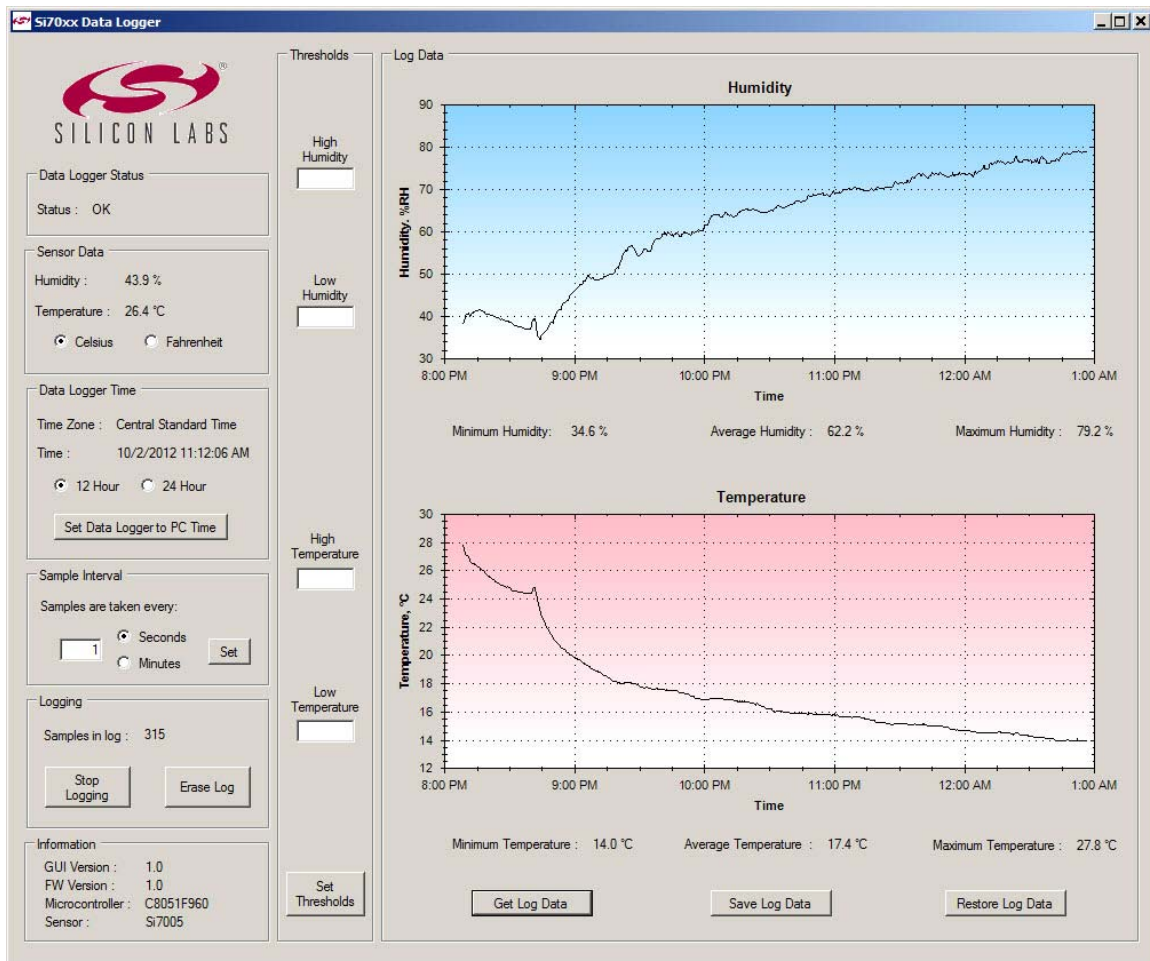 Si70xx Data Logger
SILICON LABS
®
Data Logger Status
Status : OK
Sensor Data
Humidity : 43.9 %
Temperature : 26.4 °C
Celsius Fahrenheit
Data Logger Time
Time Zone : Central Standard Time
Time : 10/2/2012 11:12:06 AM
12 Hour 24 Hour
Set Data Logger to PC Time
Sample Interval
Samples are taken every:
1
Seconds
Minutes
Set
Logging
Samples in log : 315
Stop
Logging
Erase Log
Information
GUI Version : 1.0
FW Version : 1.0
Microcontroller : C8051F960
Sensor : Si7005
Thresholds
High
Humidity
Low
Humidity
High
Temperature
Low
Temperature
Set
Thresholds
Log Data
Humidity
Humidity. %RH
90
80
70
60
50
40
30
8:00 PM 9:00 PM 10:00 PM 11:00 PM 12:00 AM 1:00 AM
Time
Minimum Humidity: 34.6 % Average Humidity : 62.2 % Maximum Humidity : 79.2 %
Temperature
Temperature, °C
30
28
26
24
22
20
18
16
14
12
8:00 PM 9:00 PM 10:00 PM 11:00 PM 12:00 AM 1:00 AM
Time
Minimum Temperature : 14.0 °C Average Temperature : 17.4 °C Maximum Temperature : 27.8 °C
Get Log Data Save Log Data Restore Log Data